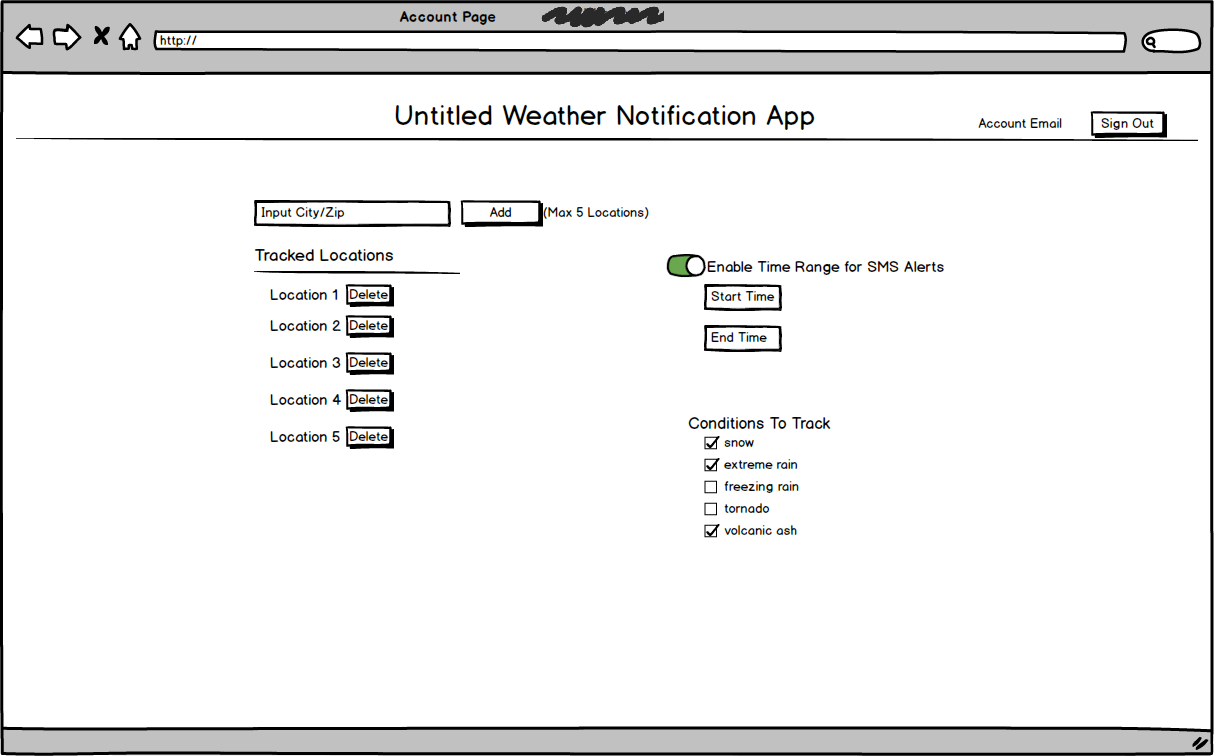 Account Page
http://
Untitled Weather Notification App
Account Email
Sign Out
Input City/Zip
Add
(Max 5 Locations)
Tracked Locations
Location 1 Delete
Location 2 Delete
Location 3 Delete
Location 4 Delete
Location 5 Delete
Enable Time Range for SMS Alerts
Start Time
End Time
Conditions To Track
snow
extreme rain
freezing rain
tornado
volcanic ash